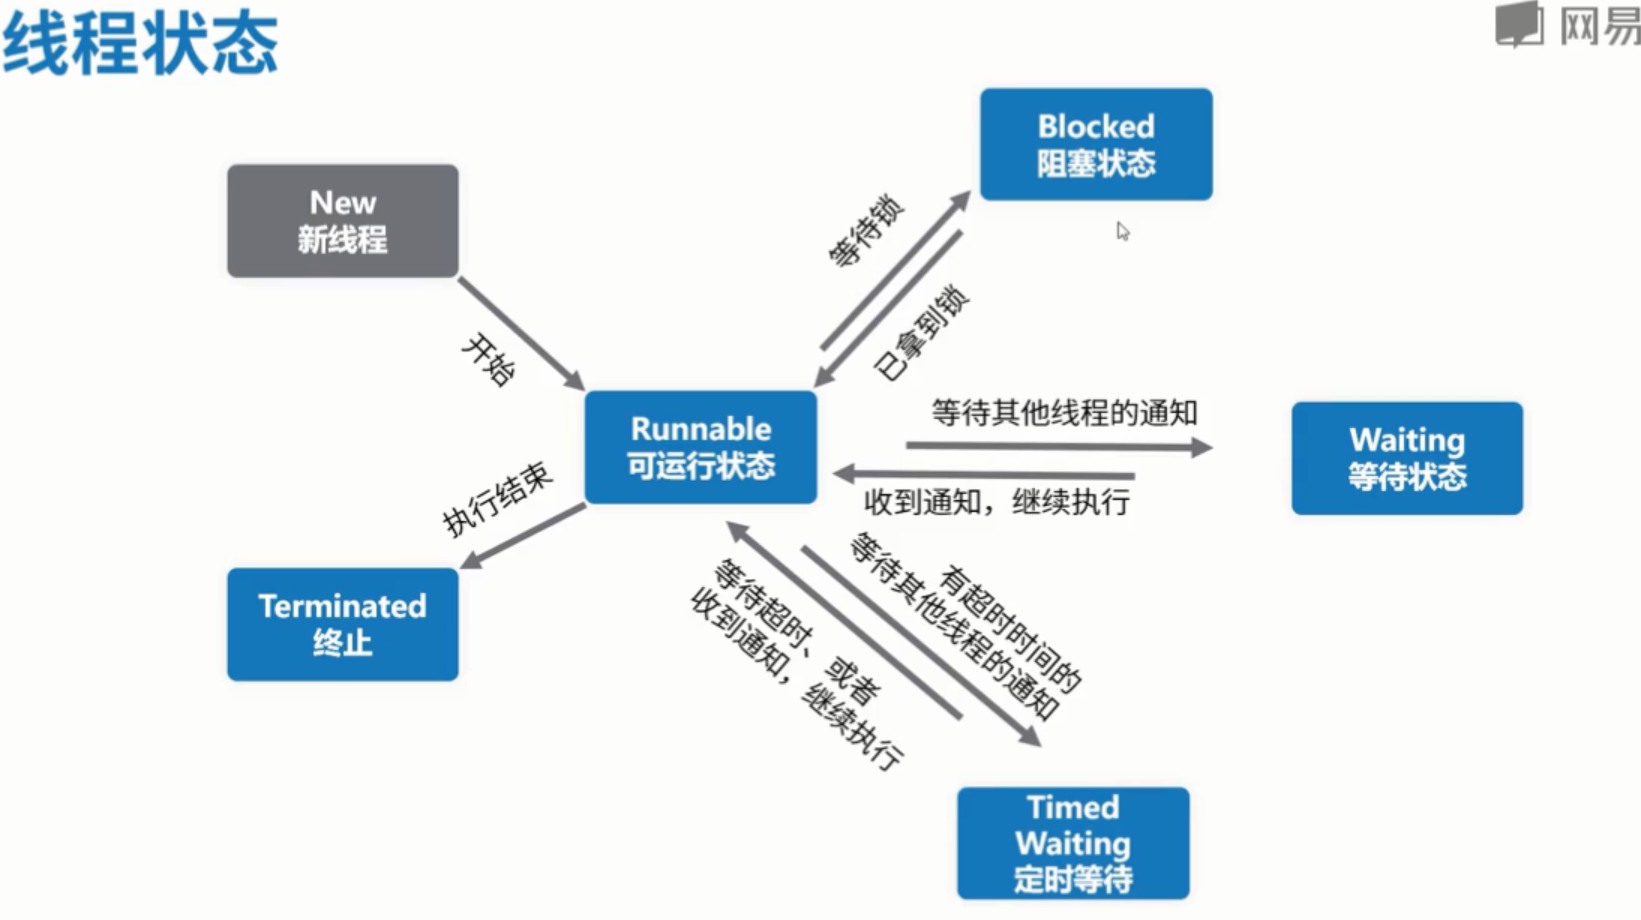 线程状态
网易
New
新线程
Blocked
阻塞状态
等待锁
已拿到锁
开始
Runnable
可运行状态
等待其他线程的通知
收到通知，继续执行
Waiting
等待状态
执行结束
Terminated
终止
有超时时间的
等待其他线程的通知
等待超时、或者
收到通知，继续执行
Timed
Waiting
定时等待